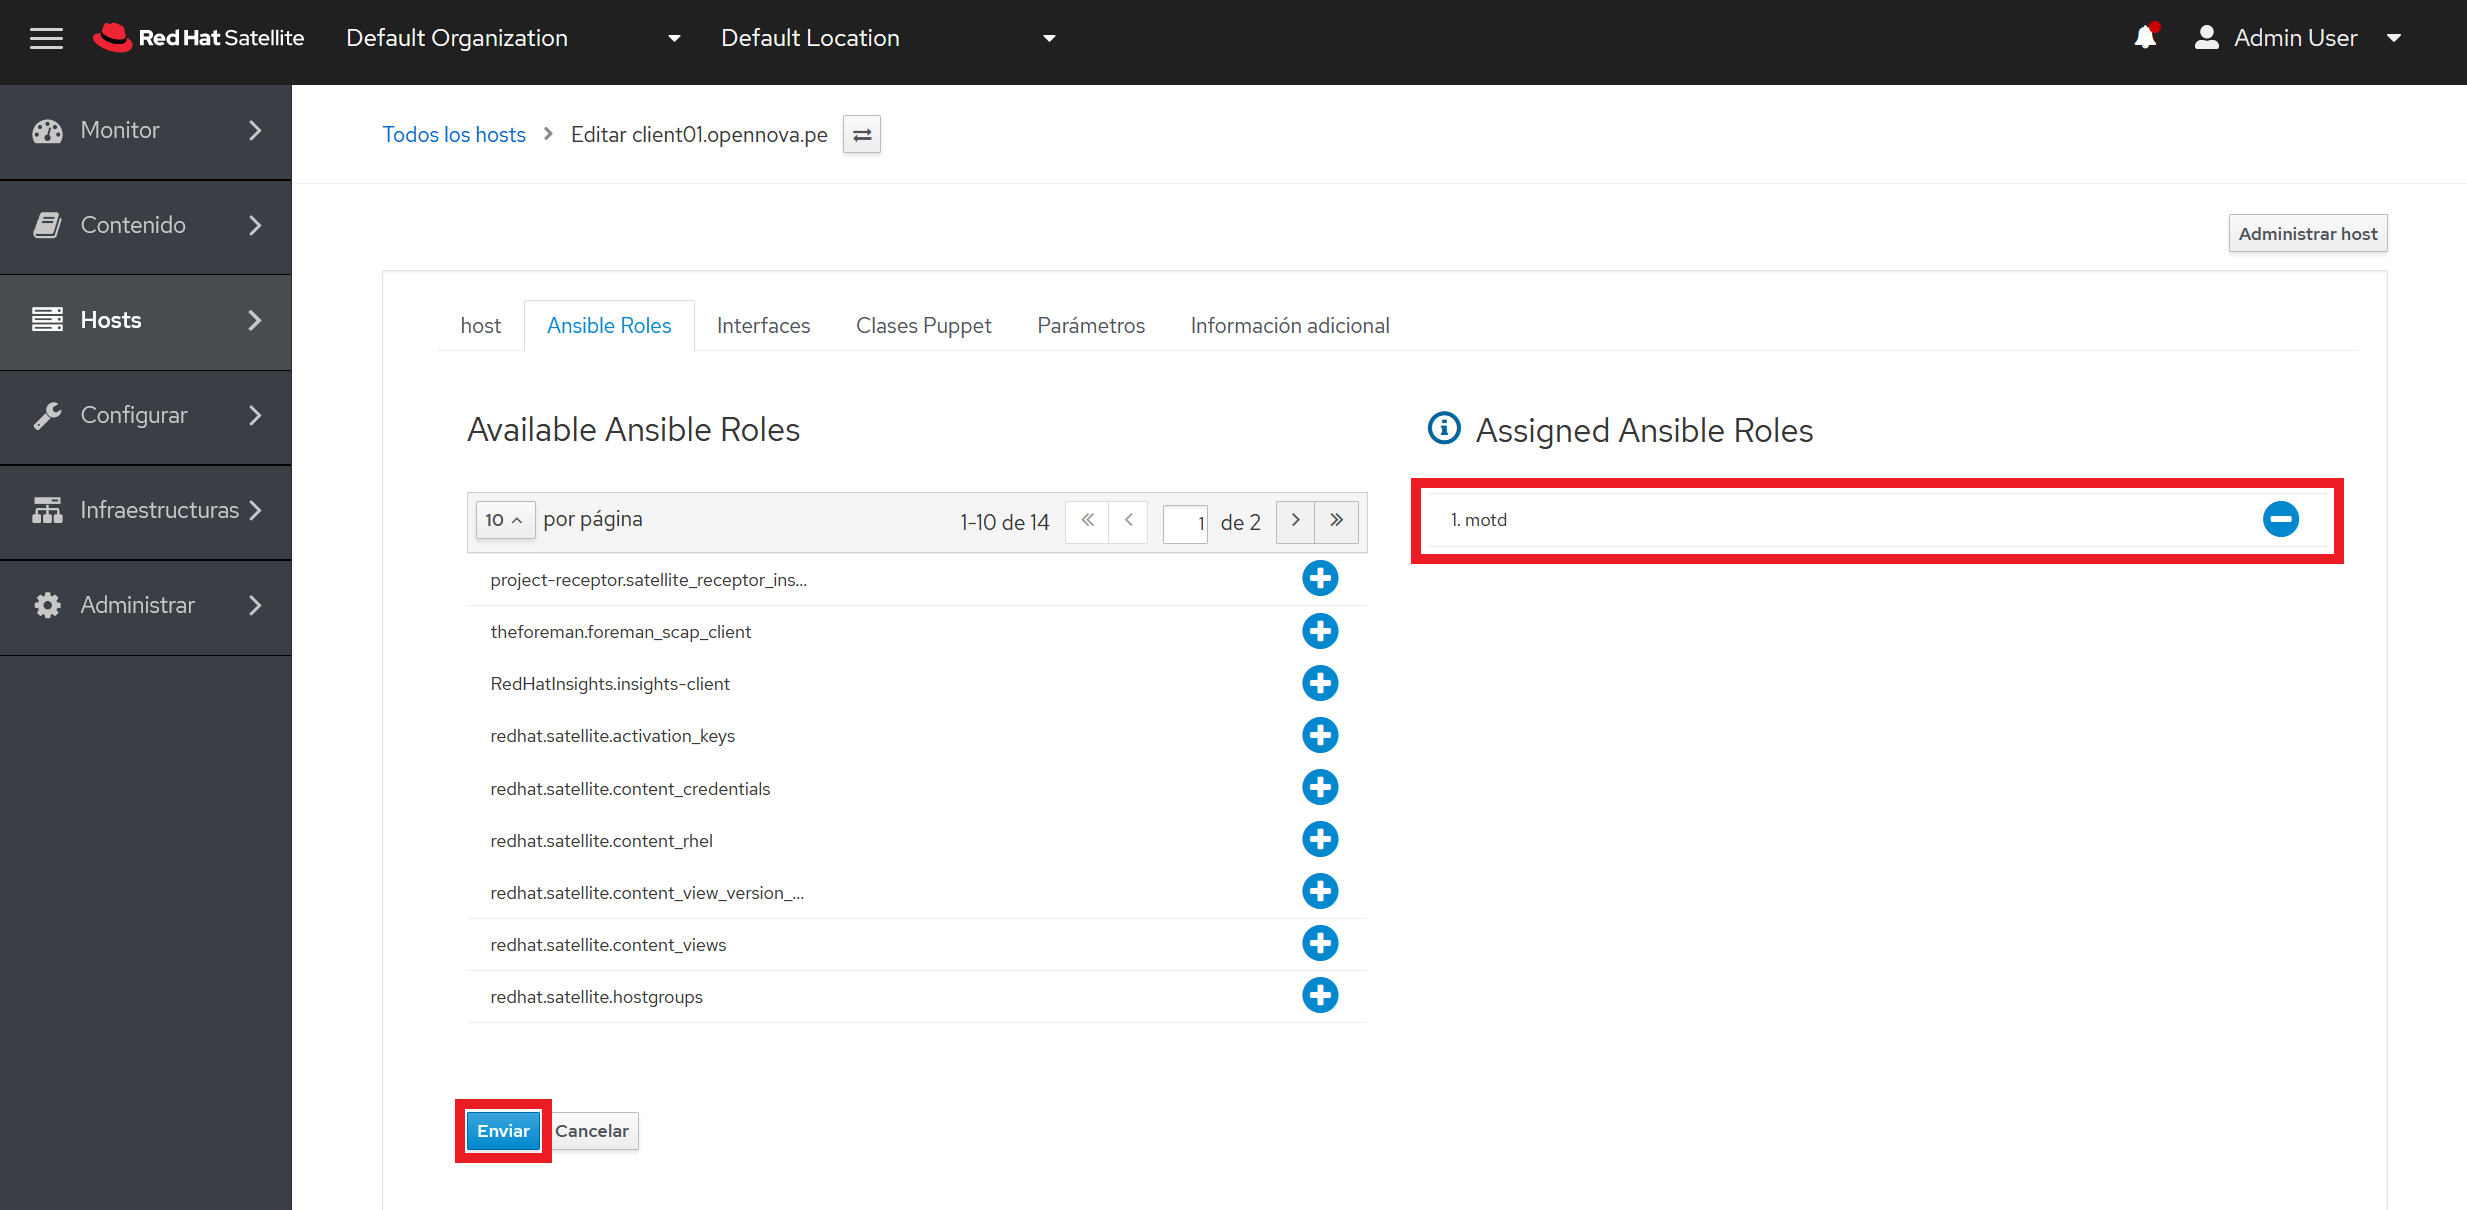 Red Hat Satellite
Default Organization
Default Location
Admin User
Monitor
Contenido
Hosts
Configurar
Infraestructuras
Administrar
Todos los hosts
Editar client01.opennova.pe
Administrar host
host
Ansible Roles
Interfaces
Clases Puppet
Parámetros
Información adicional
Available Ansible Roles
10 por página
1-10 de 14
1 de 2
project-receptor.satellite_receptor_ins...
theforeman.foreman_scap_client
RedHatInsights.insights-client
redhat.satellite.activation_keys
redhat.satellite.content_credentials
redhat.satellite.content_rhel
redhat.satellite.content_view_version_...
redhat.satellite.content_views
redhat.satellite.hostgroups
Assigned Ansible Roles
1. motd
Enviar
Cancelar